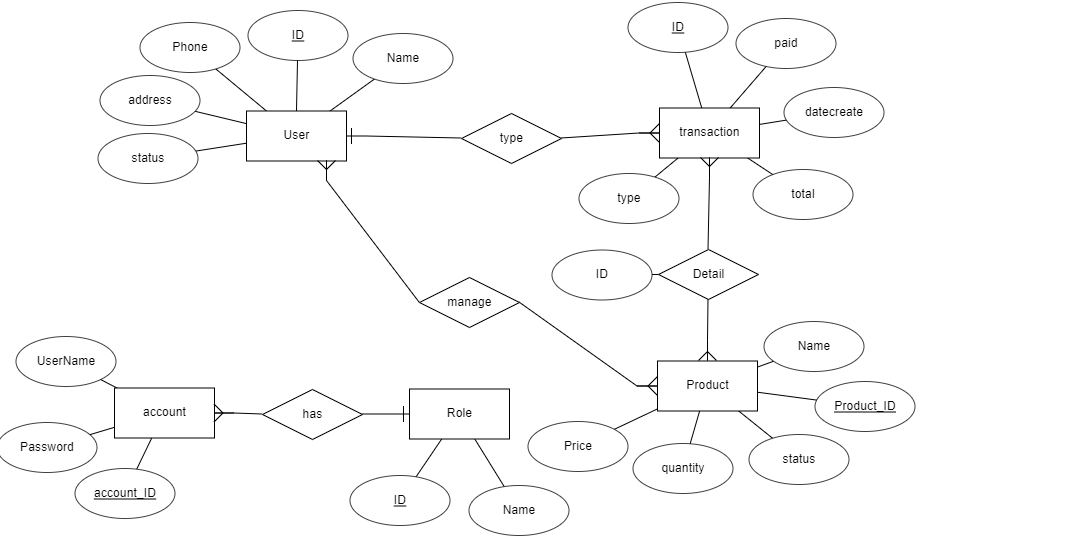 ID
Phone
Name
address
status
User
type
ID
paid
datecreate
transaction
type
total
ID
Detail
manage
Name
Product
Product_ID
Price
quantity
status
UserName
account
Password
account_ID
has
Role
ID
Name